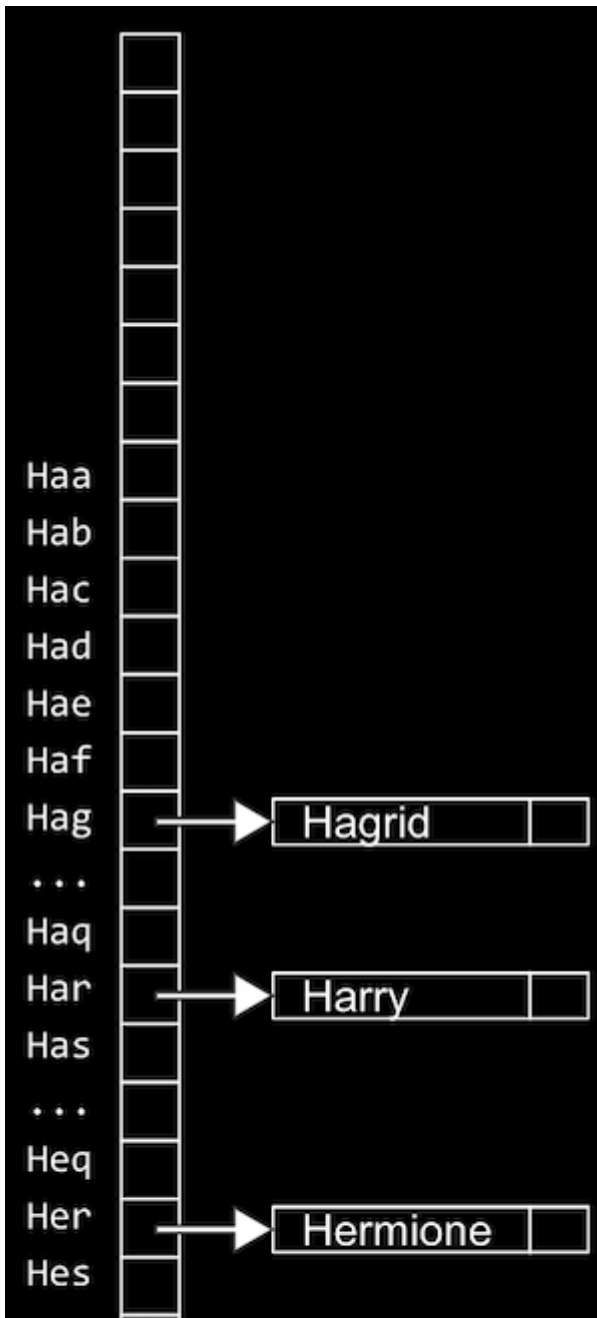 Haa
Hab
Hac
Had
Hae
Haf
Hag Hagrid
...
Haq
Har Harry
Has
...
Heq
Her Hermione
Hes